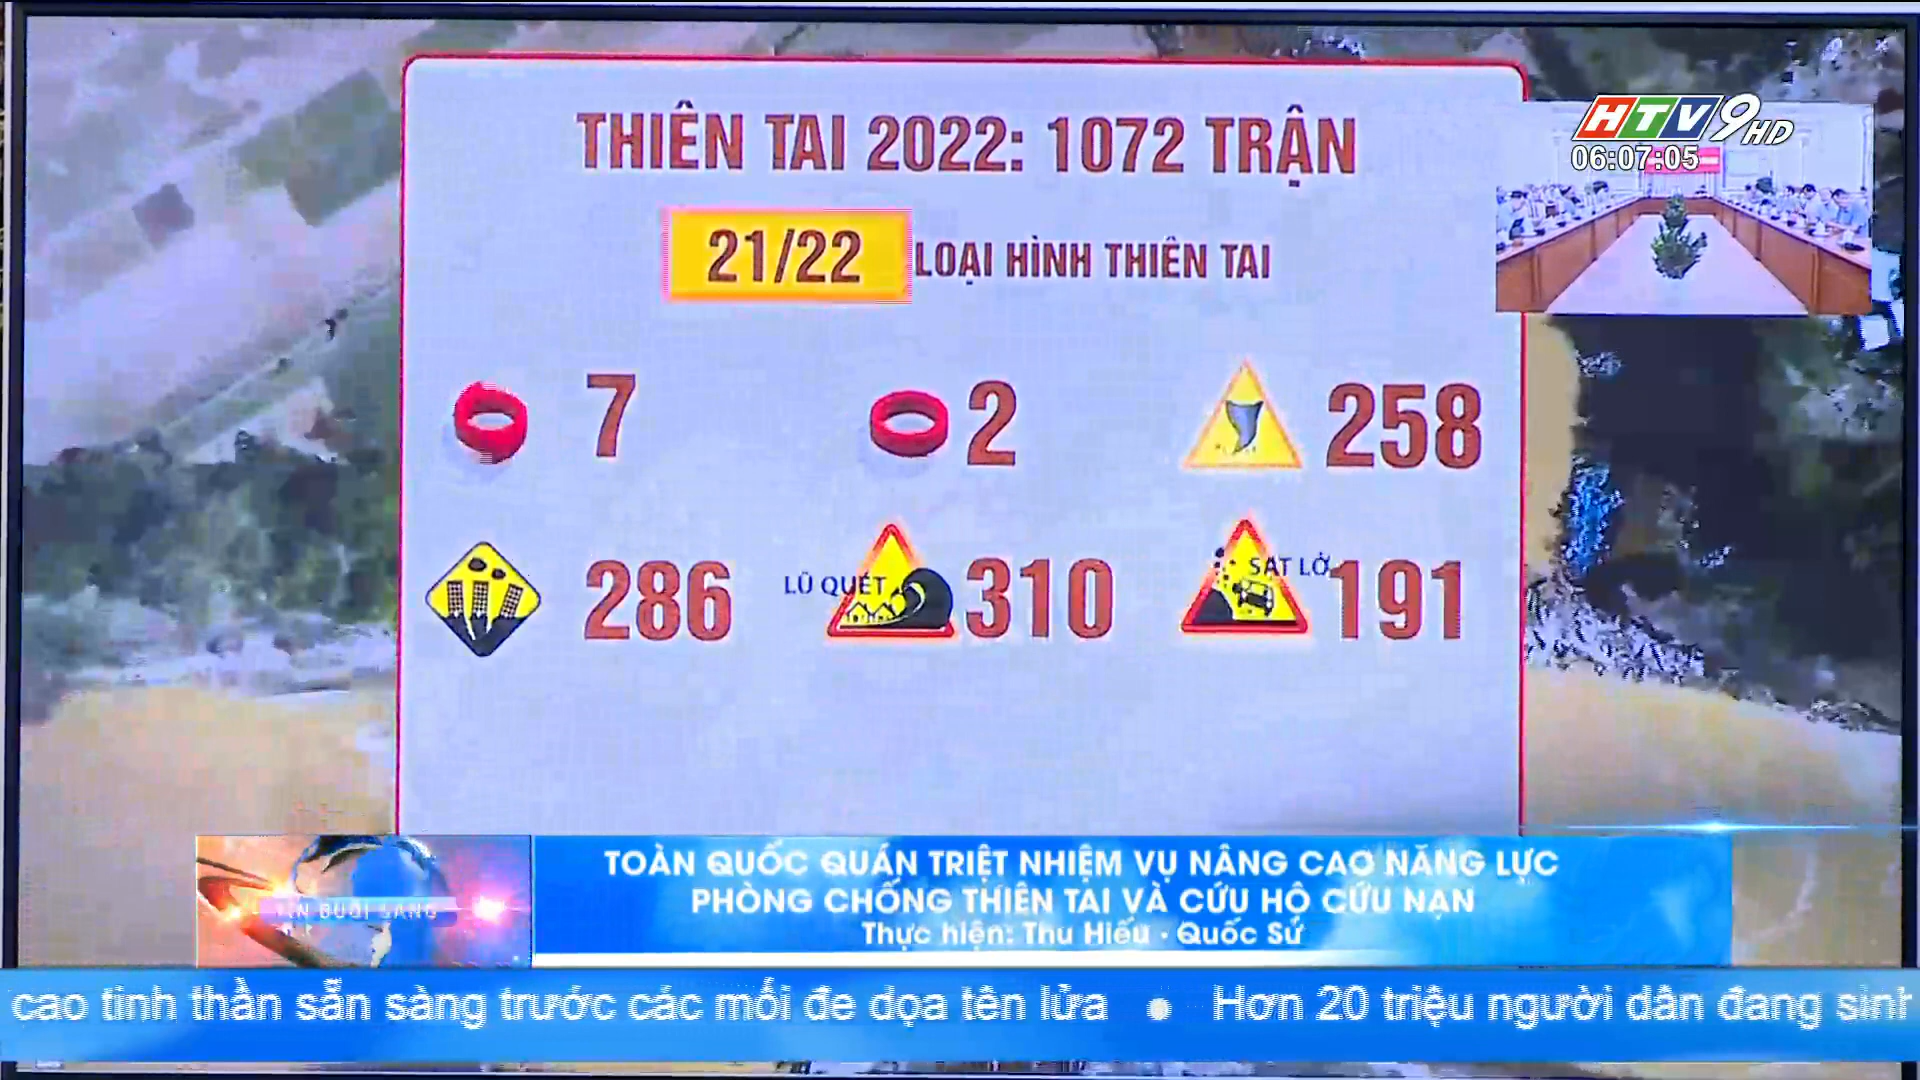 THIÊN TAI 2022: 1072 TRẬN
HTV9 HD
06:07:05
21/22 LOẠI HÌNH THIÊN TAI
7
2
258
286
LŨ QUÉT
310
SẠT LỞ
191
TOÀN QUỐC QUÁN TRIỆT NHIỆM VỤ NÂNG CAO NĂNG LỰC
PHÒNG CHỐNG THIÊN TAI VÀ CỨU HỘ CỨU NẠN
Thực hiện: Thu Hiếu · Quốc Sứ
TIN BUỔI SÁNG
cao tinh thần sẵn sàng trước các mối đe dọa tên lửa ● Hơn 20 triệu người dân đang sinh